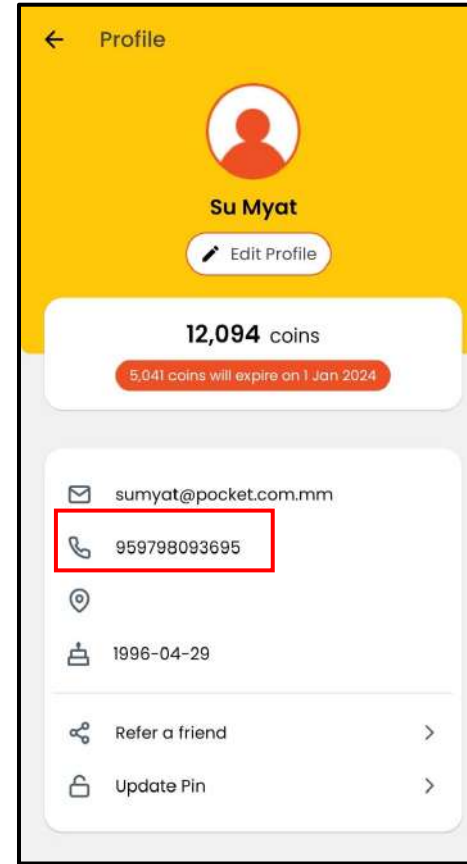 Profile
Su Myat
Edit Profile
12,094 coins
5,041 coins will expire on 1 Jan 2024
sumyat@pocket.com.mm
959798093695
1996-04-29
Refer a friend
Update Pin